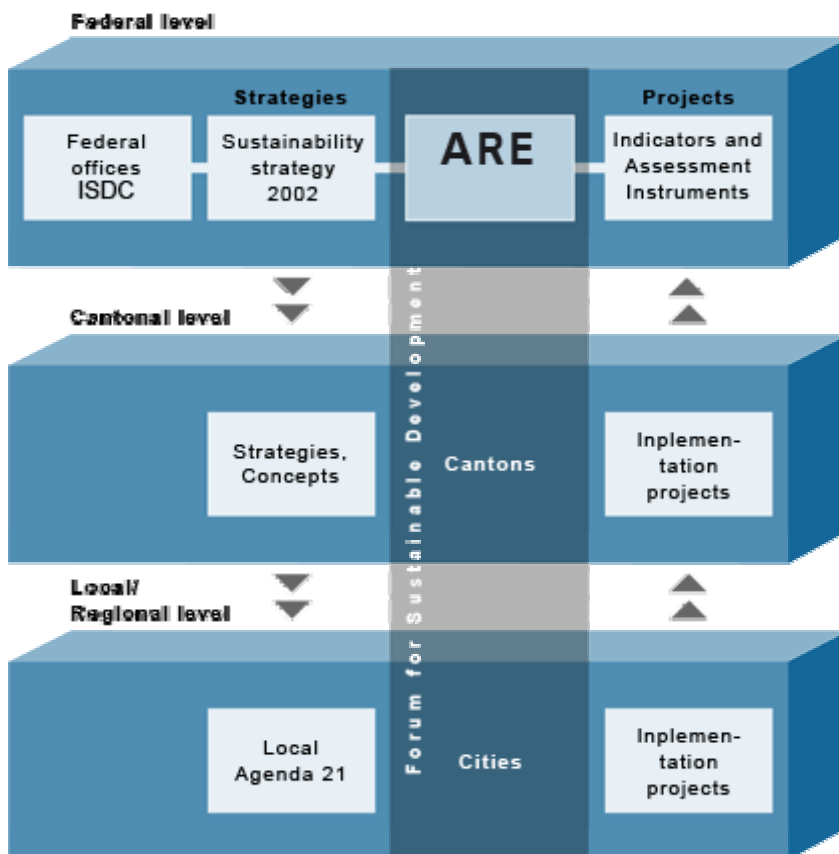 Federal level
Strategies
Projects
Federal
offices
ISDC
Sustainability
strategy
2002
ARE
Indicators and
Assessment
Instruments
Forum for Sustainable Development
Cantonal level
Strategies,
Concepts
Cantons
Inplemen-
tation
projects
Local/
Regional level
Local
Agenda 21
Cities
Inplemen-
tation
projects